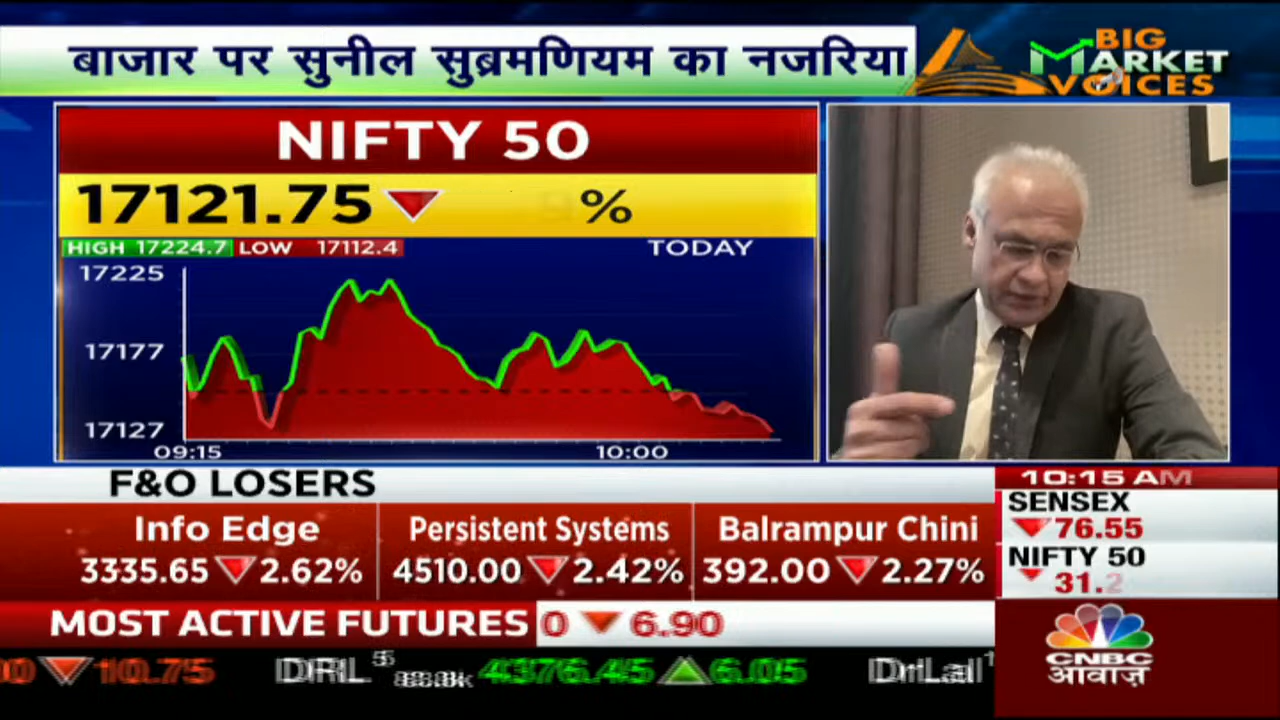 बाजार पर सुनील सुब्रमणियम का नजरिया
BIG
MARKET
VOICES
NIFTY 50
17121.75 %
HIGH 17224.7 LOW 17112.4 TODAY
17225
17177
17127
09:15 10:00
F&O LOSERS
Info Edge Persistent Systems Balrampur Chini
3335.65 2.62% 4510.00 2.42% 392.00 2.27%
10:15 AM
SENSEX
76.55
NIFTY 50
31.2
MOST ACTIVE FUTURES 0 6.90
10.75 DRL 4376.45 6.05
CNBC
आवाज़